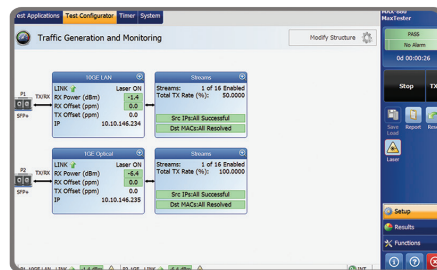 est Applications Test Configurator Timer System
MaxTester
Traffic Generation and Monitoring
Modify Structure
PASS
No Alarm
0d 00:00:26
Stop TX
Save
Load
Report
Laser
Setup
Results
Functions
P1
TX/RX
SFP+
10GE LAN
LINK Laser ON
RX Power (dBm) -1.4
RX Offset (ppm) 0.0
TX Offset (ppm) 0.0
IP 10.10.146.234
Streams
Streams: 1 of 16 Enabled
Total TX Rate (%): 50.0000
Src IPs:All Successful
Dst MACs:All Resolved
P2
TX/RX
SFP+
1GE Optical
LINK Laser ON
RX Power (dBm) -6.4
RX Offset (ppm) 0.0
TX Offset (ppm) 0.0
IP 10.10.146.235
Streams
Streams: 1 of 16 Enabled
Total TX Rate (%): 100.0000
Src IPs:All Successful
Dst MACs:All Resolved